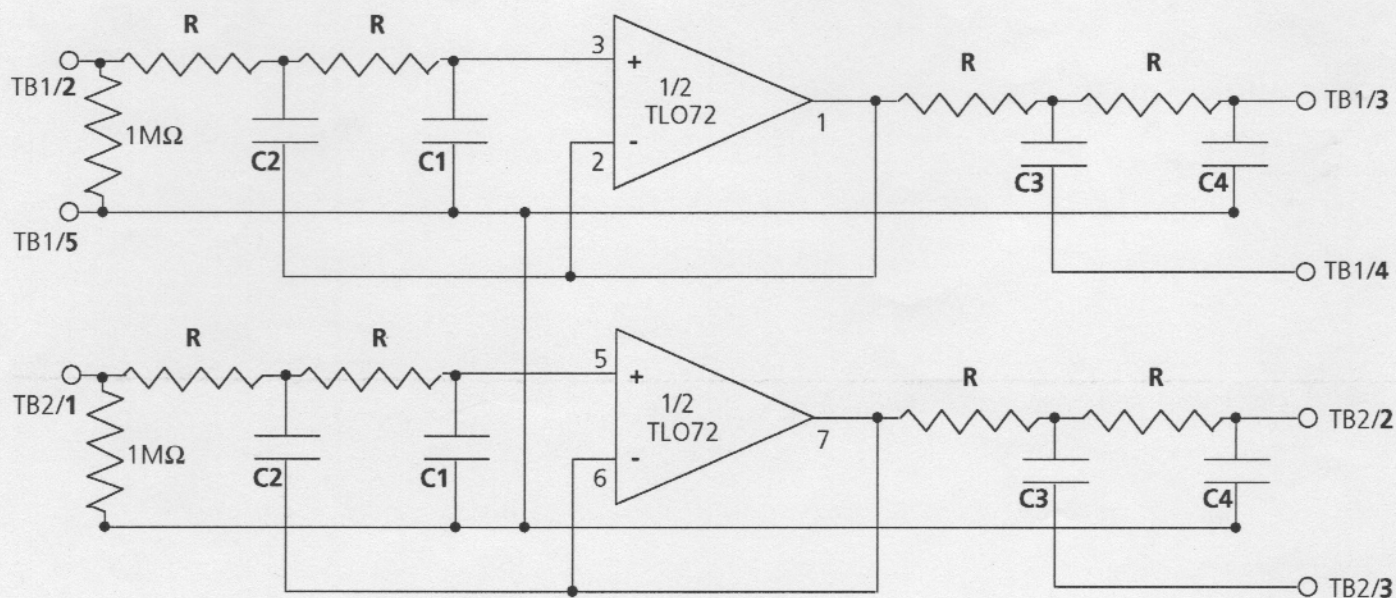 R
R
R
R
3
+
1/2
TLO72
-
2
1
TB1/2
1MΩ
C2
C1
C3
C4
TB1/3
TB1/5
TB1/4
R
R
R
R
5
+
1/2
TLO72
-
6
7
TB2/1
1MΩ
C2
C1
C3
C4
TB2/2
TB2/3